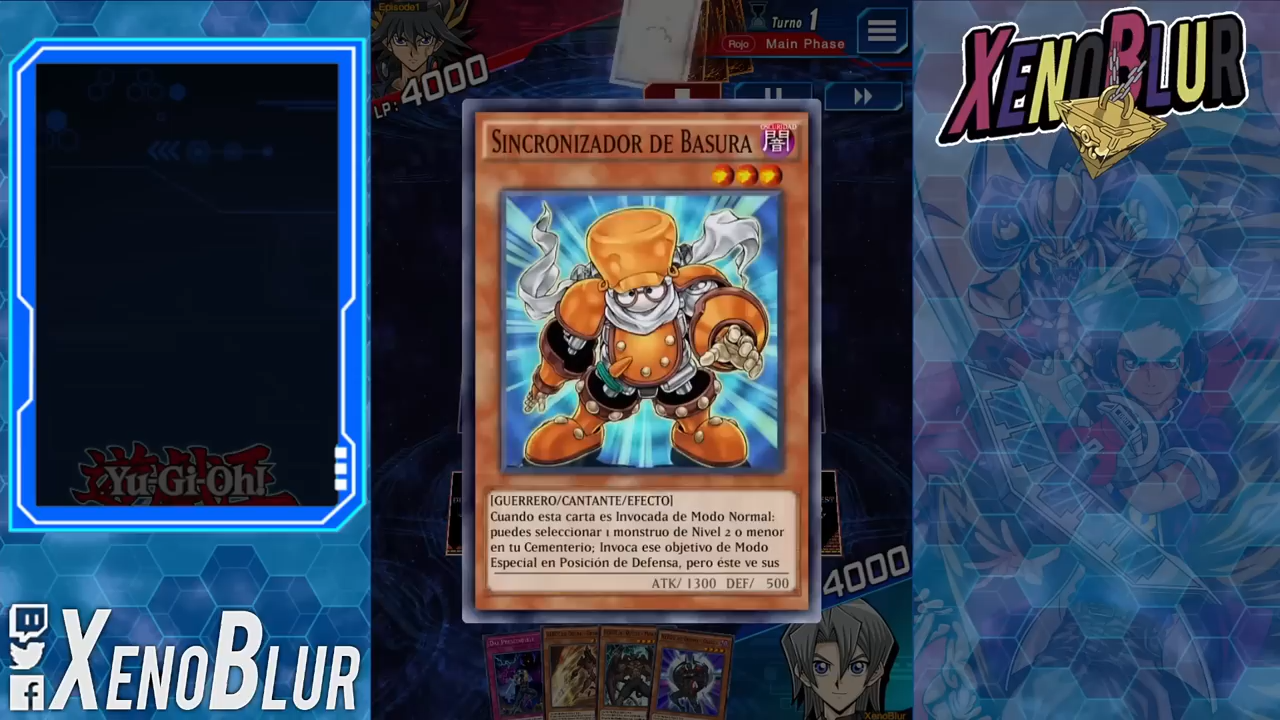 Episode1
LP: 4000
Turno 1
Rojo Main Phase
XENOBLUR
SINCRONIZADOR DE BASURA
OSCURIDAD
闇
[GUERRERO/CANTANTE/EFECTO]
Cuando esta carta es Invocada de Modo Normal:
puedes seleccionar 1 monstruo de Nivel 2 o menor
en tu Cementerio; Invoca ese objetivo de Modo
Especial en Posición de Defensa, pero éste ve sus
ATK/ 1300 DEF/ 500
Yu-Gi-Oh!
4000
XENOBLUR
XenoBlur